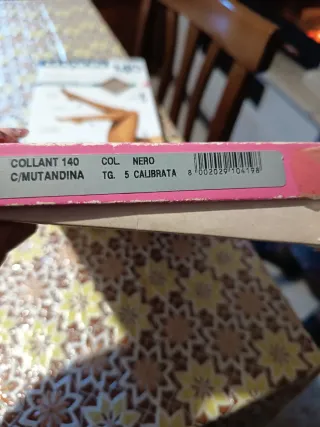 COLLANT 140 COL. NERO
C/MUTANDINA TG. 5 CALIBRATA 8 002029 104198